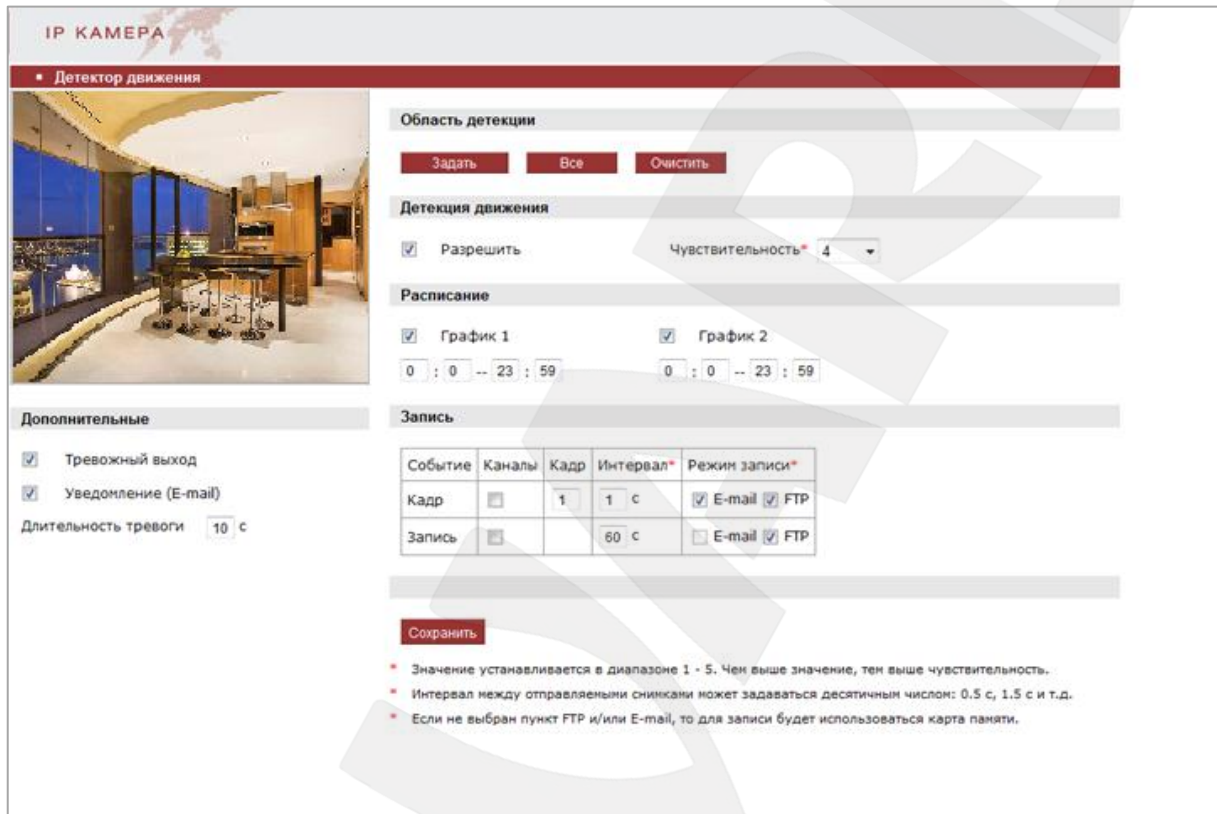 IP КАМЕРА
Детектор движения
Область детекции
Задать Все Очистить
Детекция движения
Разрешить Чувствительность* 4
Расписание
График 1 График 2
0 : 0 -- 23 : 59 0 : 0 -- 23 : 59
Дополнительные
Тревожный выход
Уведомление (E-mail)
Длительность тревоги 10 с
Запись
Событие Каналы Кадр Интервал* Режим записи*
Кадр 1 1 с E-mail FTP
Запись 60 с E-mail FTP
Сохранить
* Значение устанавливается в диапазоне 1 - 5. Чем выше значение, тем выше чувствительность.
* Интервал между отправляемыми снимками может задаваться десятичным числом: 0.5 с, 1.5 с и т.д.
* Если не выбран пункт FTP и/или E-mail, то для записи будет использоваться карта памяти.